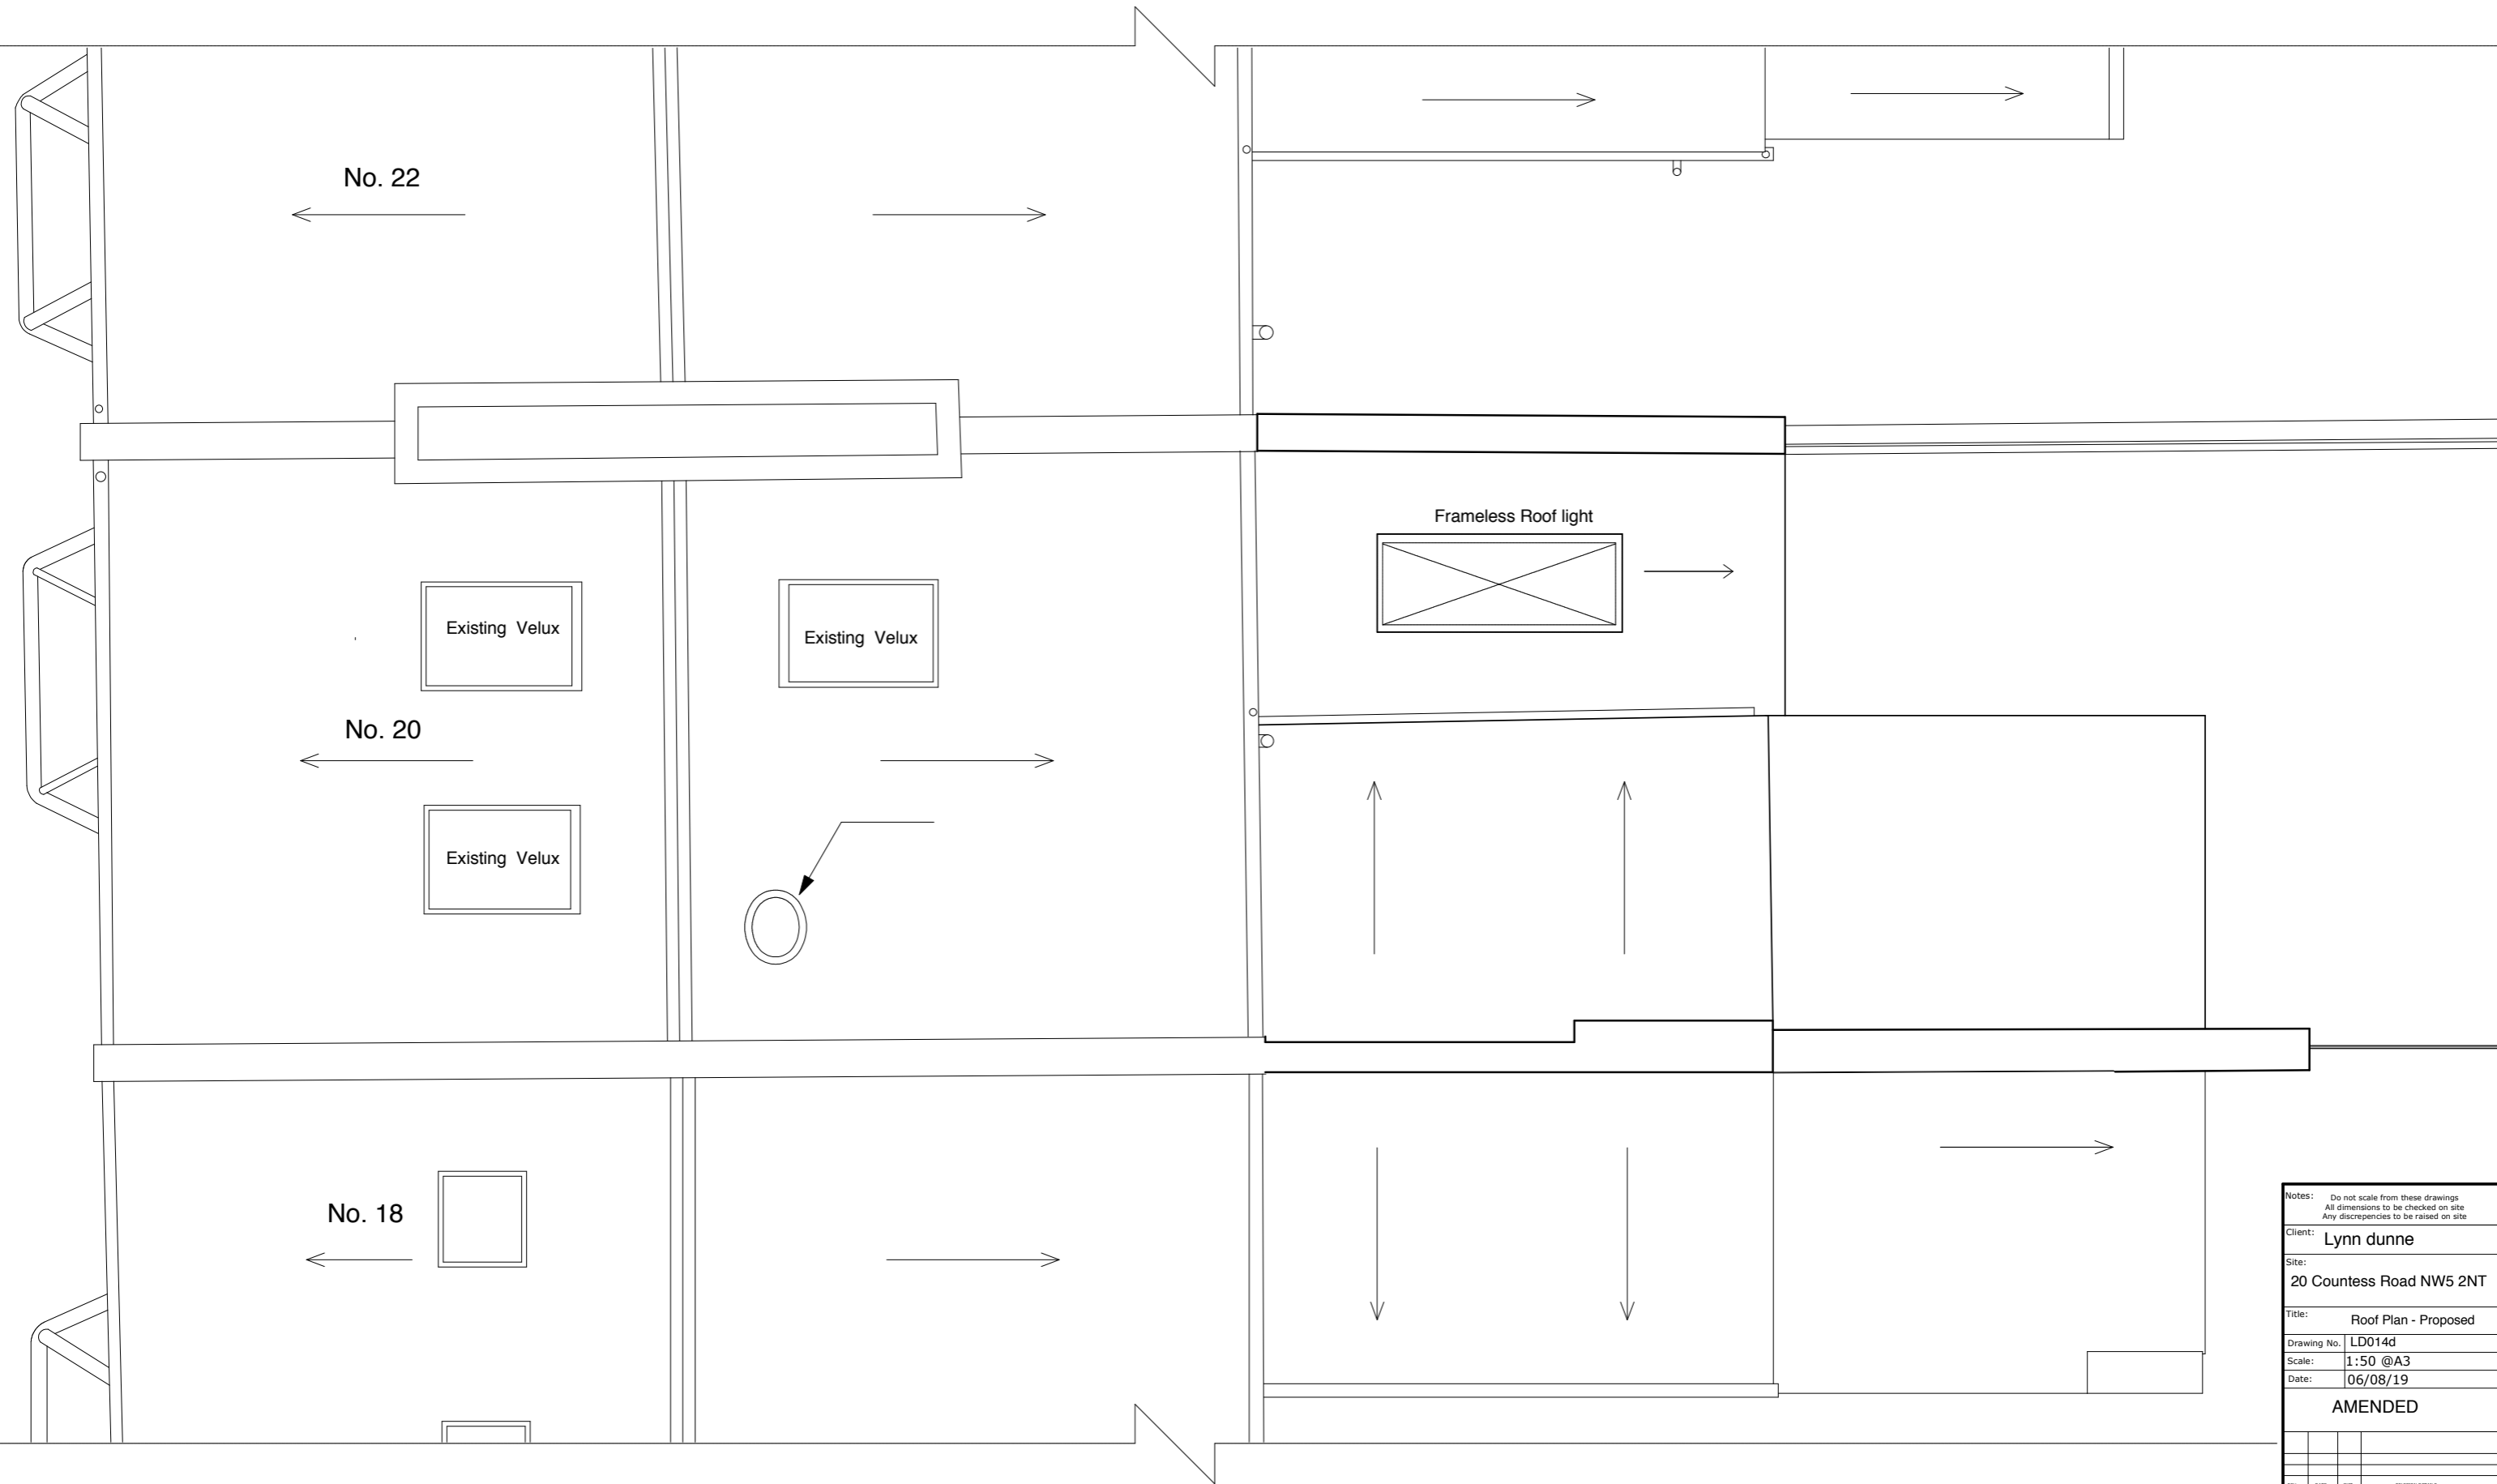 No. 22
Frameless Roof light
Existing Velux
Existing Velux
No. 20
Existing Velux
No. 18
Notes: Do not scale from these drawings
All dimensions to be checked on site
Any discrepencies to be raised on site
Client: Lynn dunne
Site:
20 Countess Road NW5 2NT
Title: Roof Plan - Proposed
Drawing No. LD014d
Scale: 1:50 @A3
Date: 06/08/19
AMENDED